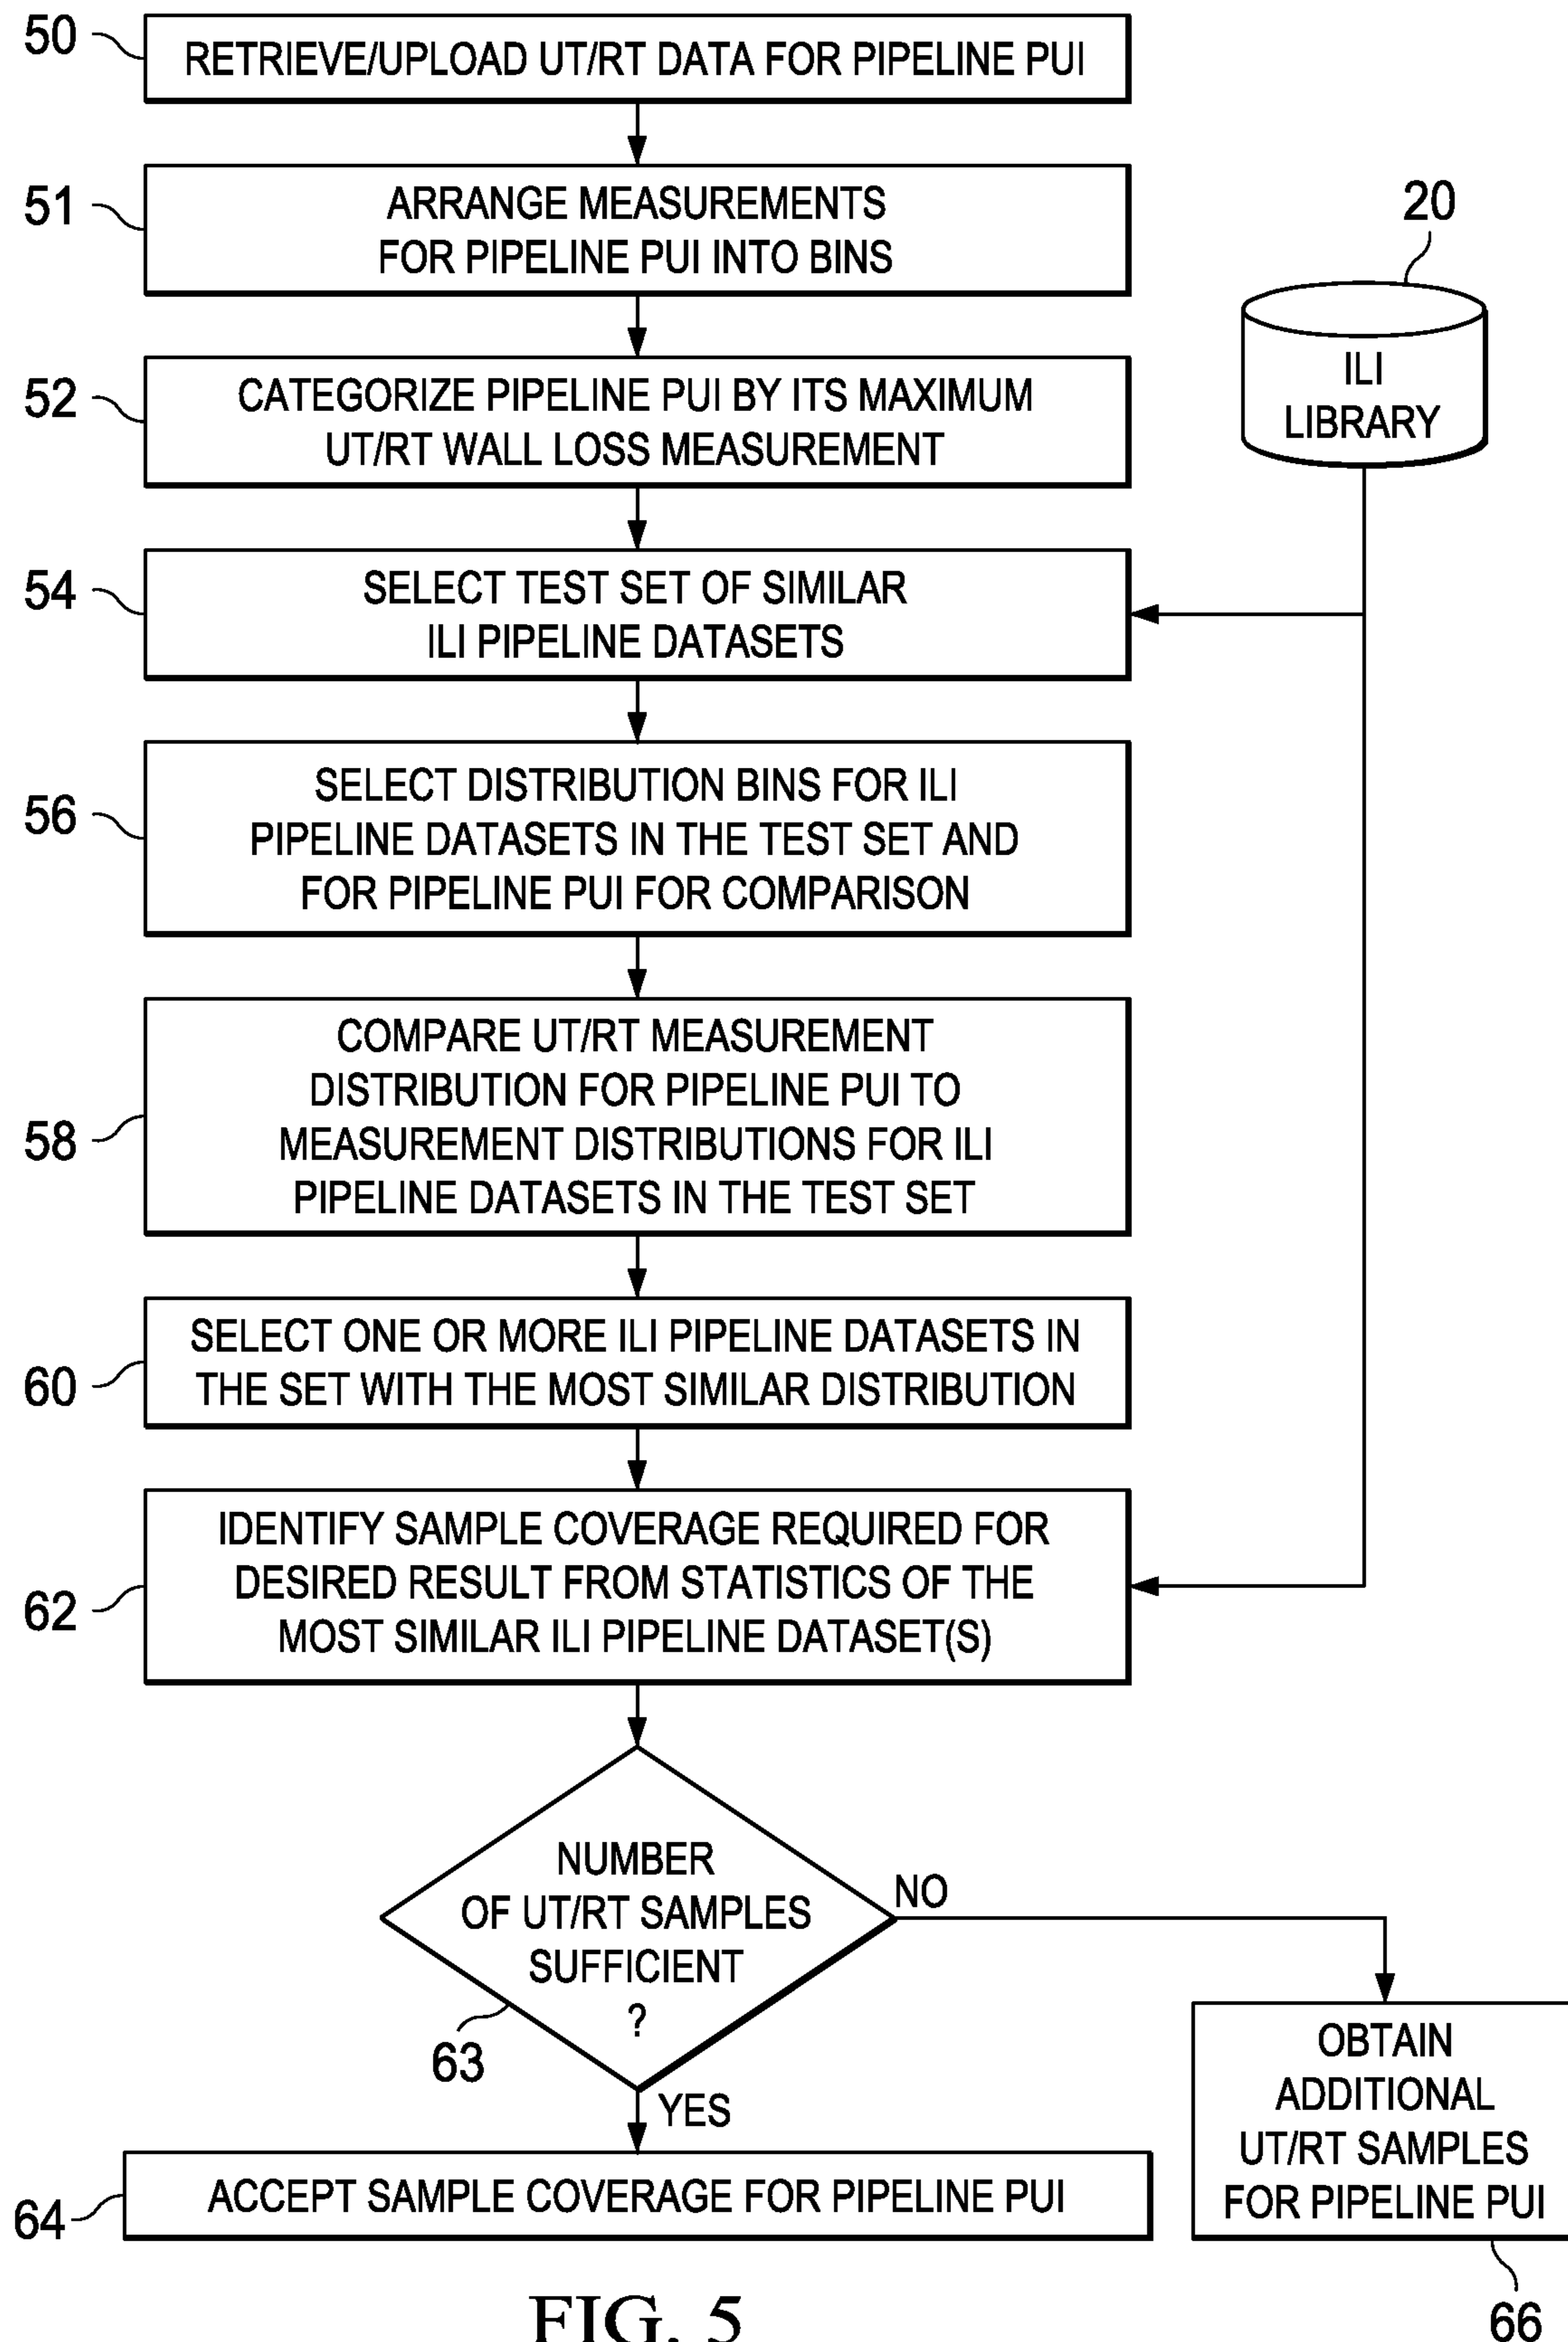 50
RETRIEVE/UPLOAD UT/RT DATA FOR PIPELINE PUI
51
ARRANGE MEASUREMENTS
FOR PIPELINE PUI INTO BINS
20
ILI
LIBRARY
52
CATEGORIZE PIPELINE PUI BY ITS MAXIMUM
UT/RT WALL LOSS MEASUREMENT
54
SELECT TEST SET OF SIMILAR
ILI PIPELINE DATASETS
56
SELECT DISTRIBUTION BINS FOR ILI
PIPELINE DATASETS IN THE TEST SET AND
FOR PIPELINE PUI FOR COMPARISON
58
COMPARE UT/RT MEASUREMENT
DISTRIBUTION FOR PIPELINE PUI TO
MEASUREMENT DISTRIBUTIONS FOR ILI
PIPELINE DATASETS IN THE TEST SET
60
SELECT ONE OR MORE ILI PIPELINE DATASETS IN
THE SET WITH THE MOST SIMILAR DISTRIBUTION
62
IDENTIFY SAMPLE COVERAGE REQUIRED FOR
DESIRED RESULT FROM STATISTICS OF THE
MOST SIMILAR ILI PIPELINE DATASET(S)
NUMBER
OF UT/RT SAMPLES
SUFFICIENT
?
63
NO
YES
64
ACCEPT SAMPLE COVERAGE FOR PIPELINE PUI
OBTAIN
ADDITIONAL
UT/RT SAMPLES
FOR PIPELINE PUI
66
FIG. 5